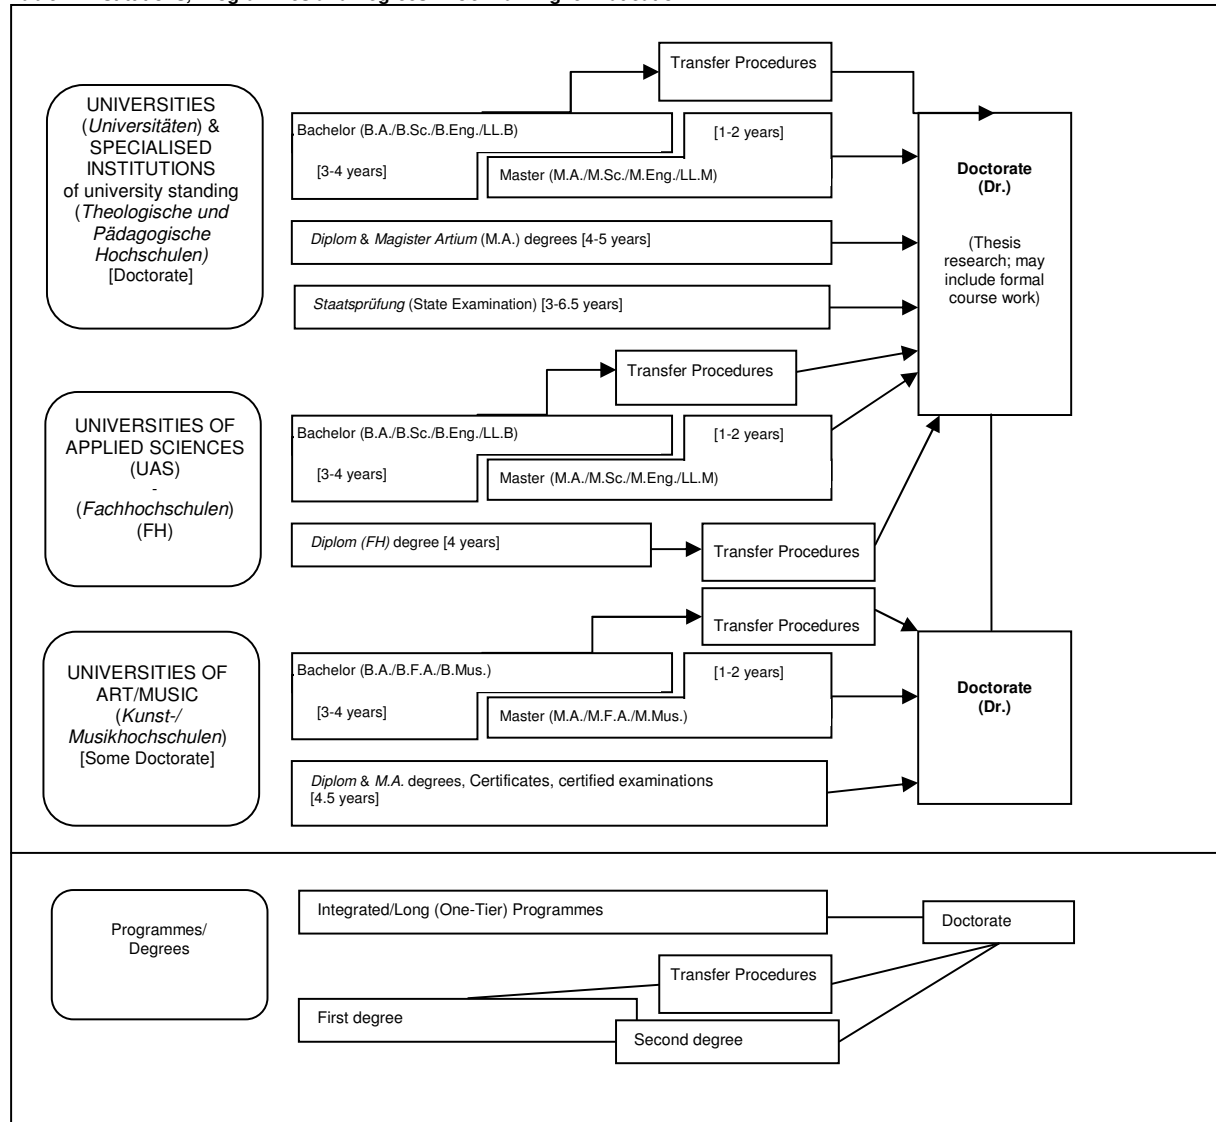 Transfer Procedures
UNIVERSITIES
(Universitäten) &
SPECIALISED
INSTITUTIONS
of university standing
(Theologische und
Pädagogische
Hochschulen)
[Doctorate]
Bachelor (B.A./B.Sc./B.Eng./LL.B)
[3-4 years]
[1-2 years]
Master (M.A./M.Sc./M.Eng./LL.M)
Diplom & Magister Artium (M.A.) degrees [4-5 years]
Staatsprüfung (State Examination) [3-6.5 years]
Doctorate
(Dr.)
(Thesis
research; may
include formal
course work)
UNIVERSITIES OF
APPLIED SCIENCES
(UAS)
-
(Fachhochschulen)
(FH)
Transfer Procedures
Bachelor (B.A./B.Sc./B.Eng./LL.B)
[3-4 years]
[1-2 years]
Master (M.A./M.Sc./M.Eng./LL.M)
Diplom (FH) degree [4 years]
Transfer Procedures
UNIVERSITIES OF
ART/MUSIC
(Kunst-/
Musikhochschulen)
[Some Doctorate]
Transfer Procedures
Bachelor (B.A./B.F.A./B.Mus.)
[3-4 years]
[1-2 years]
Master (M.A./M.F.A./M.Mus.)
Diplom & M.A. degrees, Certificates, certified examinations
[4.5 years]
Doctorate
(Dr.)
Programmes/
Degrees
Integrated/Long (One-Tier) Programmes
Doctorate
Transfer Procedures
First degree
Second degree